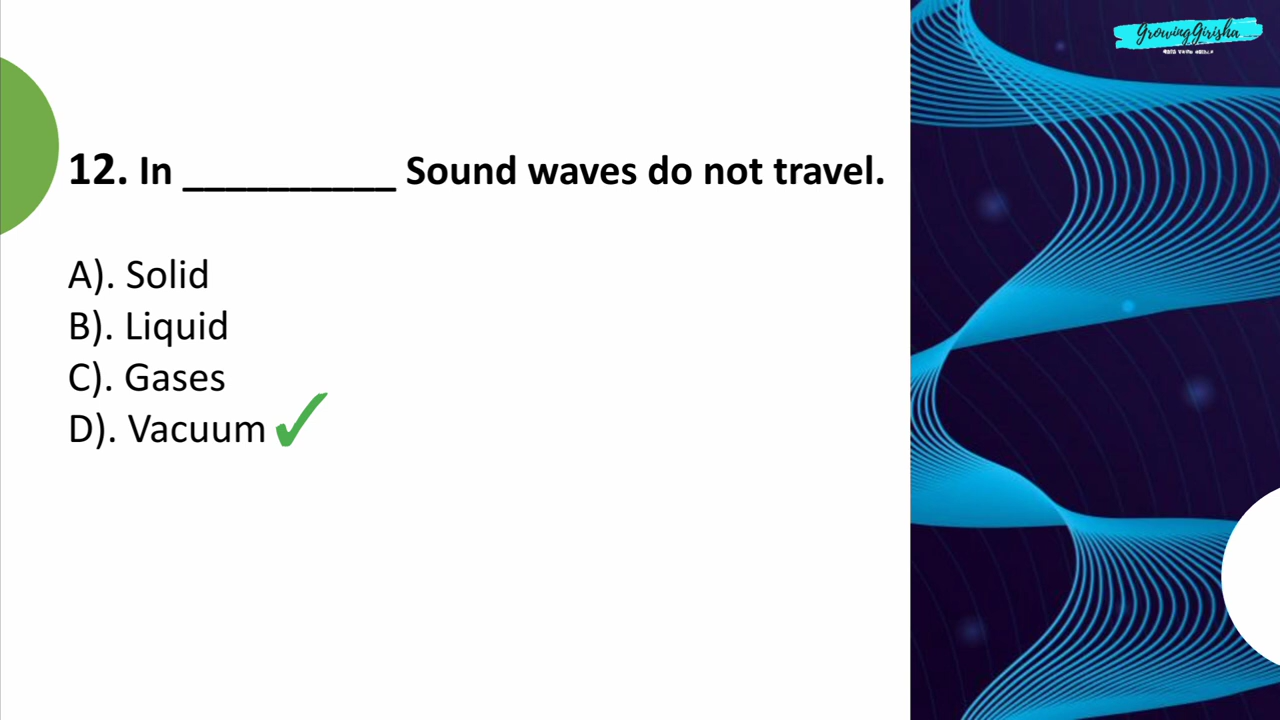 GrowingGirisha
12. In __________ Sound waves do not travel.
A). Solid
B). Liquid
C). Gases
D). Vacuum